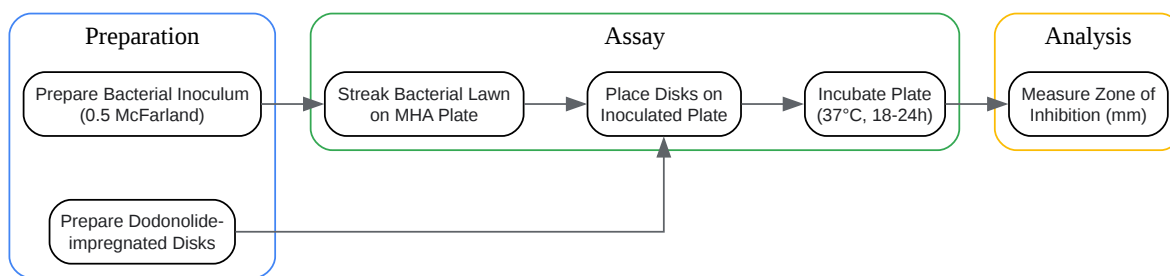 Preparation
Prepare Bacterial Inoculum
(0.5 McFarland)
Prepare Dodonolide-
impregnated Disks
Assay
Streak Bacterial Lawn
on MHA Plate
Place Disks on
Inoculated Plate
Incubate Plate
(37°C, 18-24h)
Analysis
Measure Zone of
Inhibition (mm)